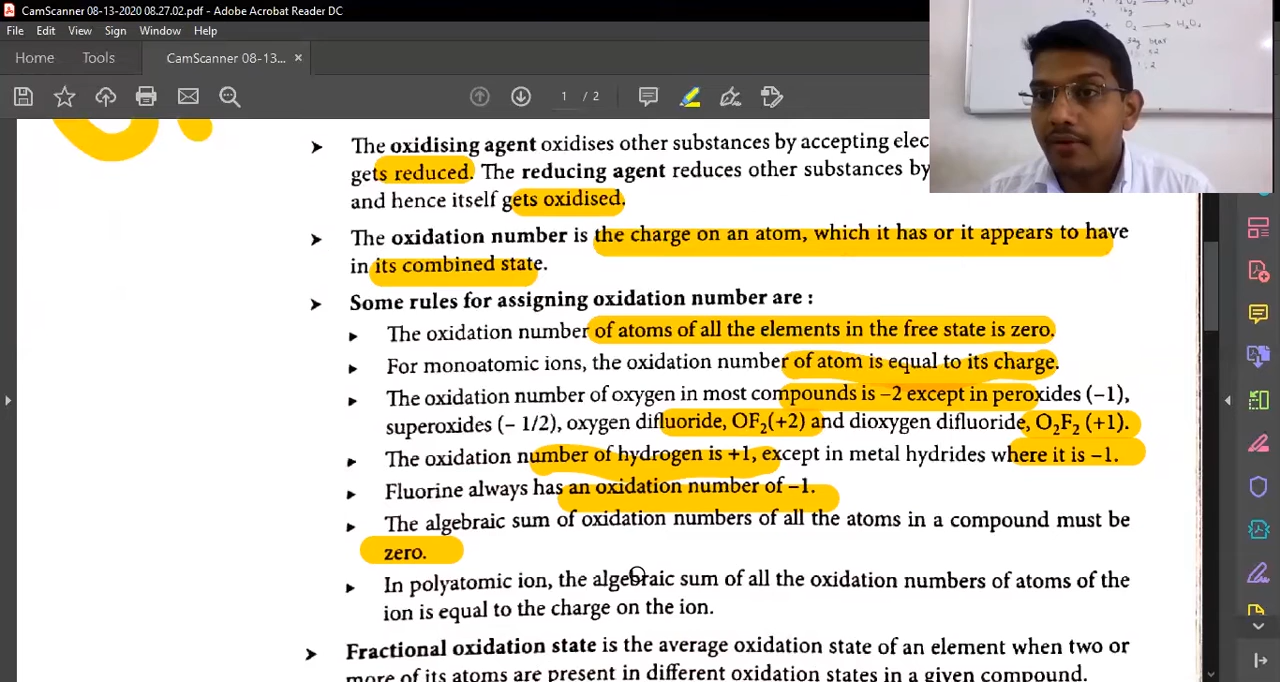 CamScanner 08-13-2020 08.27.02.pdf - Adobe Acrobat Reader DC
File Edit View Sign Window Help
Home Tools CamScanner 08-13... ×
1 / 2
The oxidising agent oxidises other substances by accepting elec
gets reduced. The reducing agent reduces other substances by
and hence itself gets oxidised.
The oxidation number is the charge on an atom, which it has or it appears to have
in its combined state.
Some rules for assigning oxidation number are :
The oxidation number of atoms of all the elements in the free state is zero.
For monoatomic ions, the oxidation number of atom is equal to its charge.
The oxidation number of oxygen in most compounds is −2 except in peroxides (−1),
superoxides (− 1/2), oxygen difluoride, OF₂(+2) and dioxygen difluoride, O₂F₂ (+1).
The oxidation number of hydrogen is +1, except in metal hydrides where it is −1.
Fluorine always has an oxidation number of −1.
The algebraic sum of oxidation numbers of all the atoms in a compound must be
zero.
In polyatomic ion, the algebraic sum of all the oxidation numbers of atoms of the
ion is equal to the charge on the ion.
Fractional oxidation state is the average oxidation state of an element when two or
more of its atoms are present in different oxidation states in a given compound.